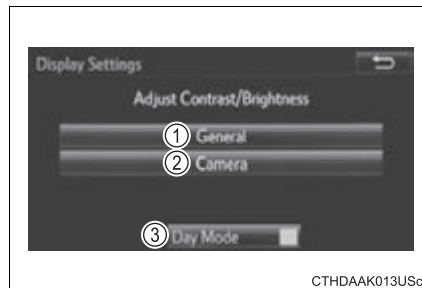 Display Settings
Adjust Contrast/Brightness
1 General
2 Camera
3 Day Mode
CTHDAAK013USc